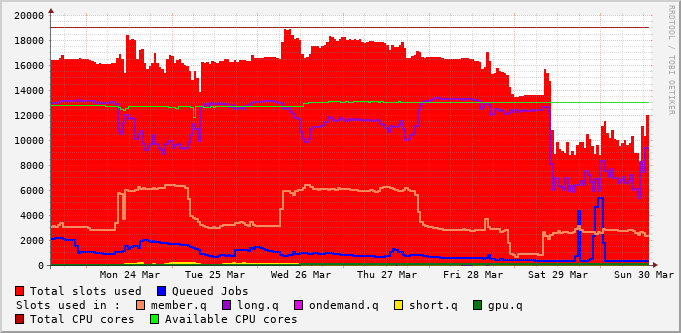 20000
18000
16000
14000
12000
10000
8000
6000
4000
2000
0
Mon 24 Mar Tue 25 Mar Wed 26 Mar Thu 27 Mar Fri 28 Mar Sat 29 Mar Sun 30 Mar
Total slots used Queued Jobs
Slots used in : member.q long.q ondemand.q short.q gpu.q
Total CPU cores Available CPU cores
RRDTOOL / TOBI OETIKER